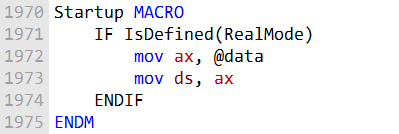 1970 Startup MACRO
1971     IF IsDefined(RealMode)
1972         mov ax, @data
1973         mov ds, ax
1974     ENDIF
1975 ENDM